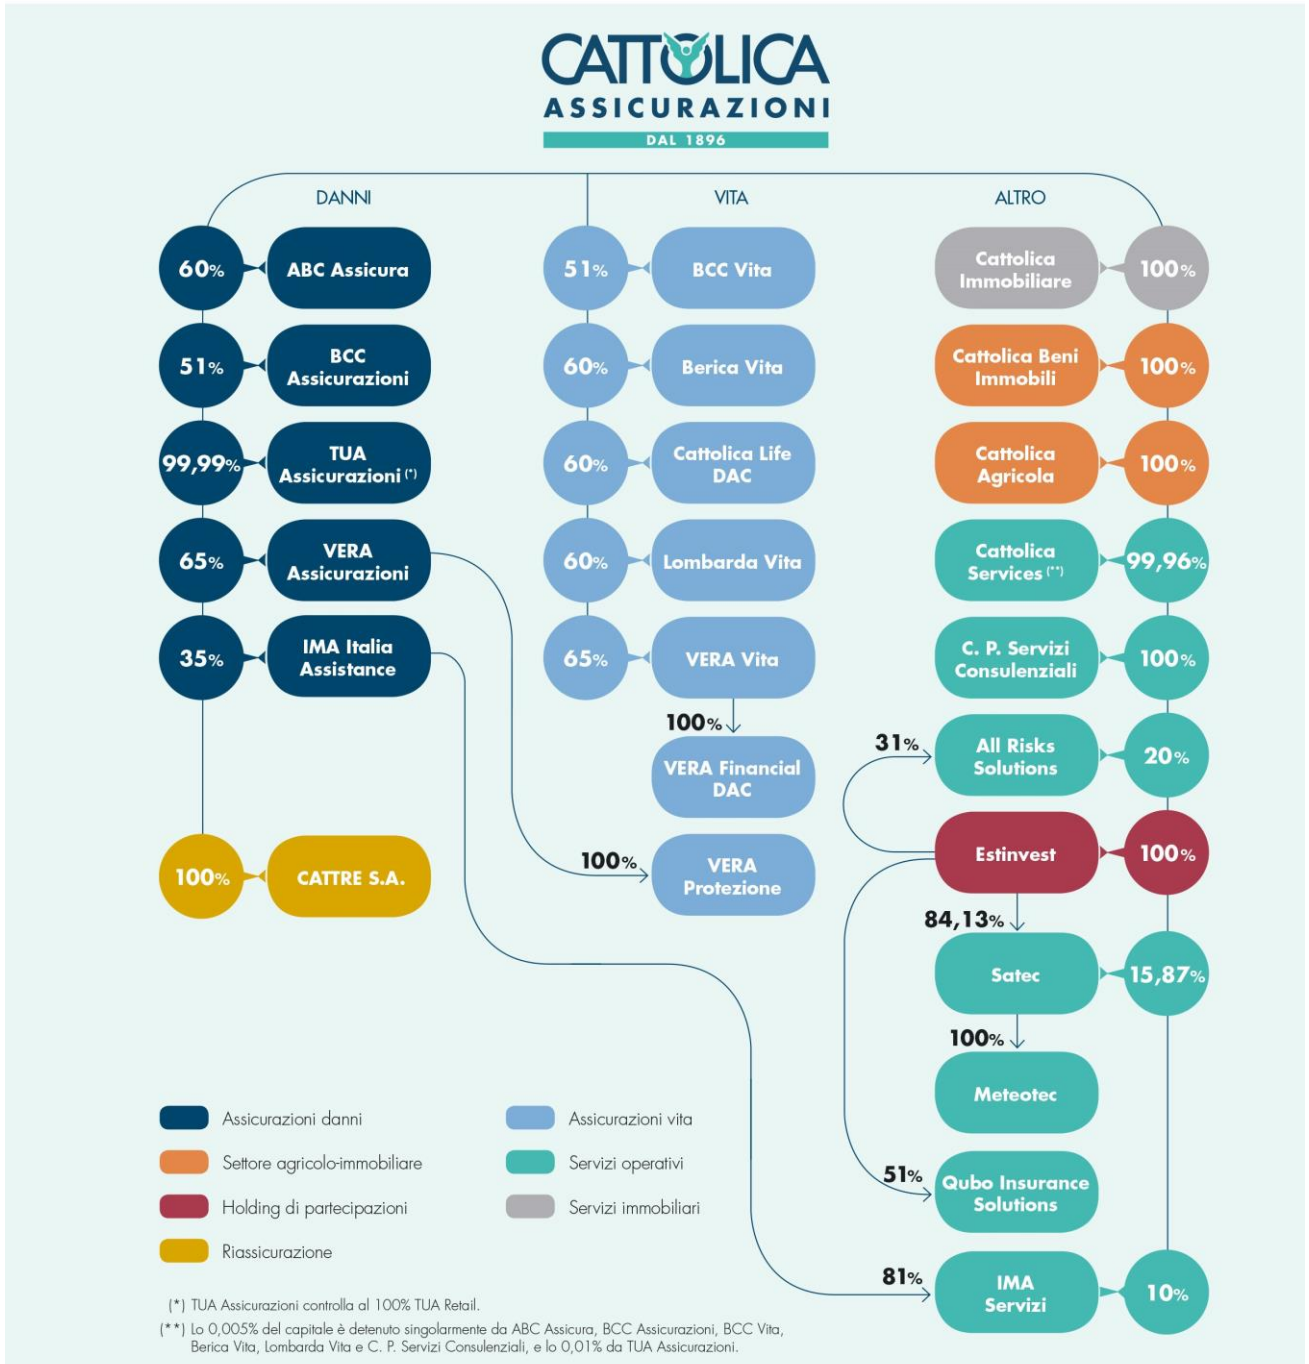 CATTOLICA
ASSICURAZIONI
DAL 1896
DANNI
VITA
ALTRO
60%
ABC Assicura
51%
BCC
Assicurazioni
99,99%
TUA
Assicurazioni (*)
65%
VERA
Assicurazioni
35%
IMA Italia
Assistance
100%
CATTRE S.A.
51%
BCC Vita
60%
Berica Vita
60%
Cattolica Life
DAC
60%
Lombarda Vita
65%
VERA Vita
100%
VERA Financial
DAC
100%
VERA
Protezione
Cattolica
Immobiliare
100%
Cattolica Beni
Immobili
100%
Cattolica
Agricola
100%
Cattolica
Services (**)
99,96%
C. P. Servizi
Consulenziali
100%
31%
All Risks
Solutions
20%
Estinvest
100%
84,13%
Satec
15,87%
100%
Meteotec
51%
Qubo Insurance
Solutions
81%
IMA
Servizi
10%
Assicurazioni danni
Assicurazioni vita
Settore agricolo-immobiliare
Servizi operativi
Holding di partecipazioni
Servizi immobiliari
Riassicurazione
(*) TUA Assicurazioni controlla al 100% TUA Retail.
(**) Lo 0,005% del capitale è detenuto singolarmente da ABC Assicura, BCC Assicurazioni, BCC Vita,
Berica Vita, Lombarda Vita e C. P. Servizi Consulenziali, e lo 0,01% da TUA Assicurazioni.